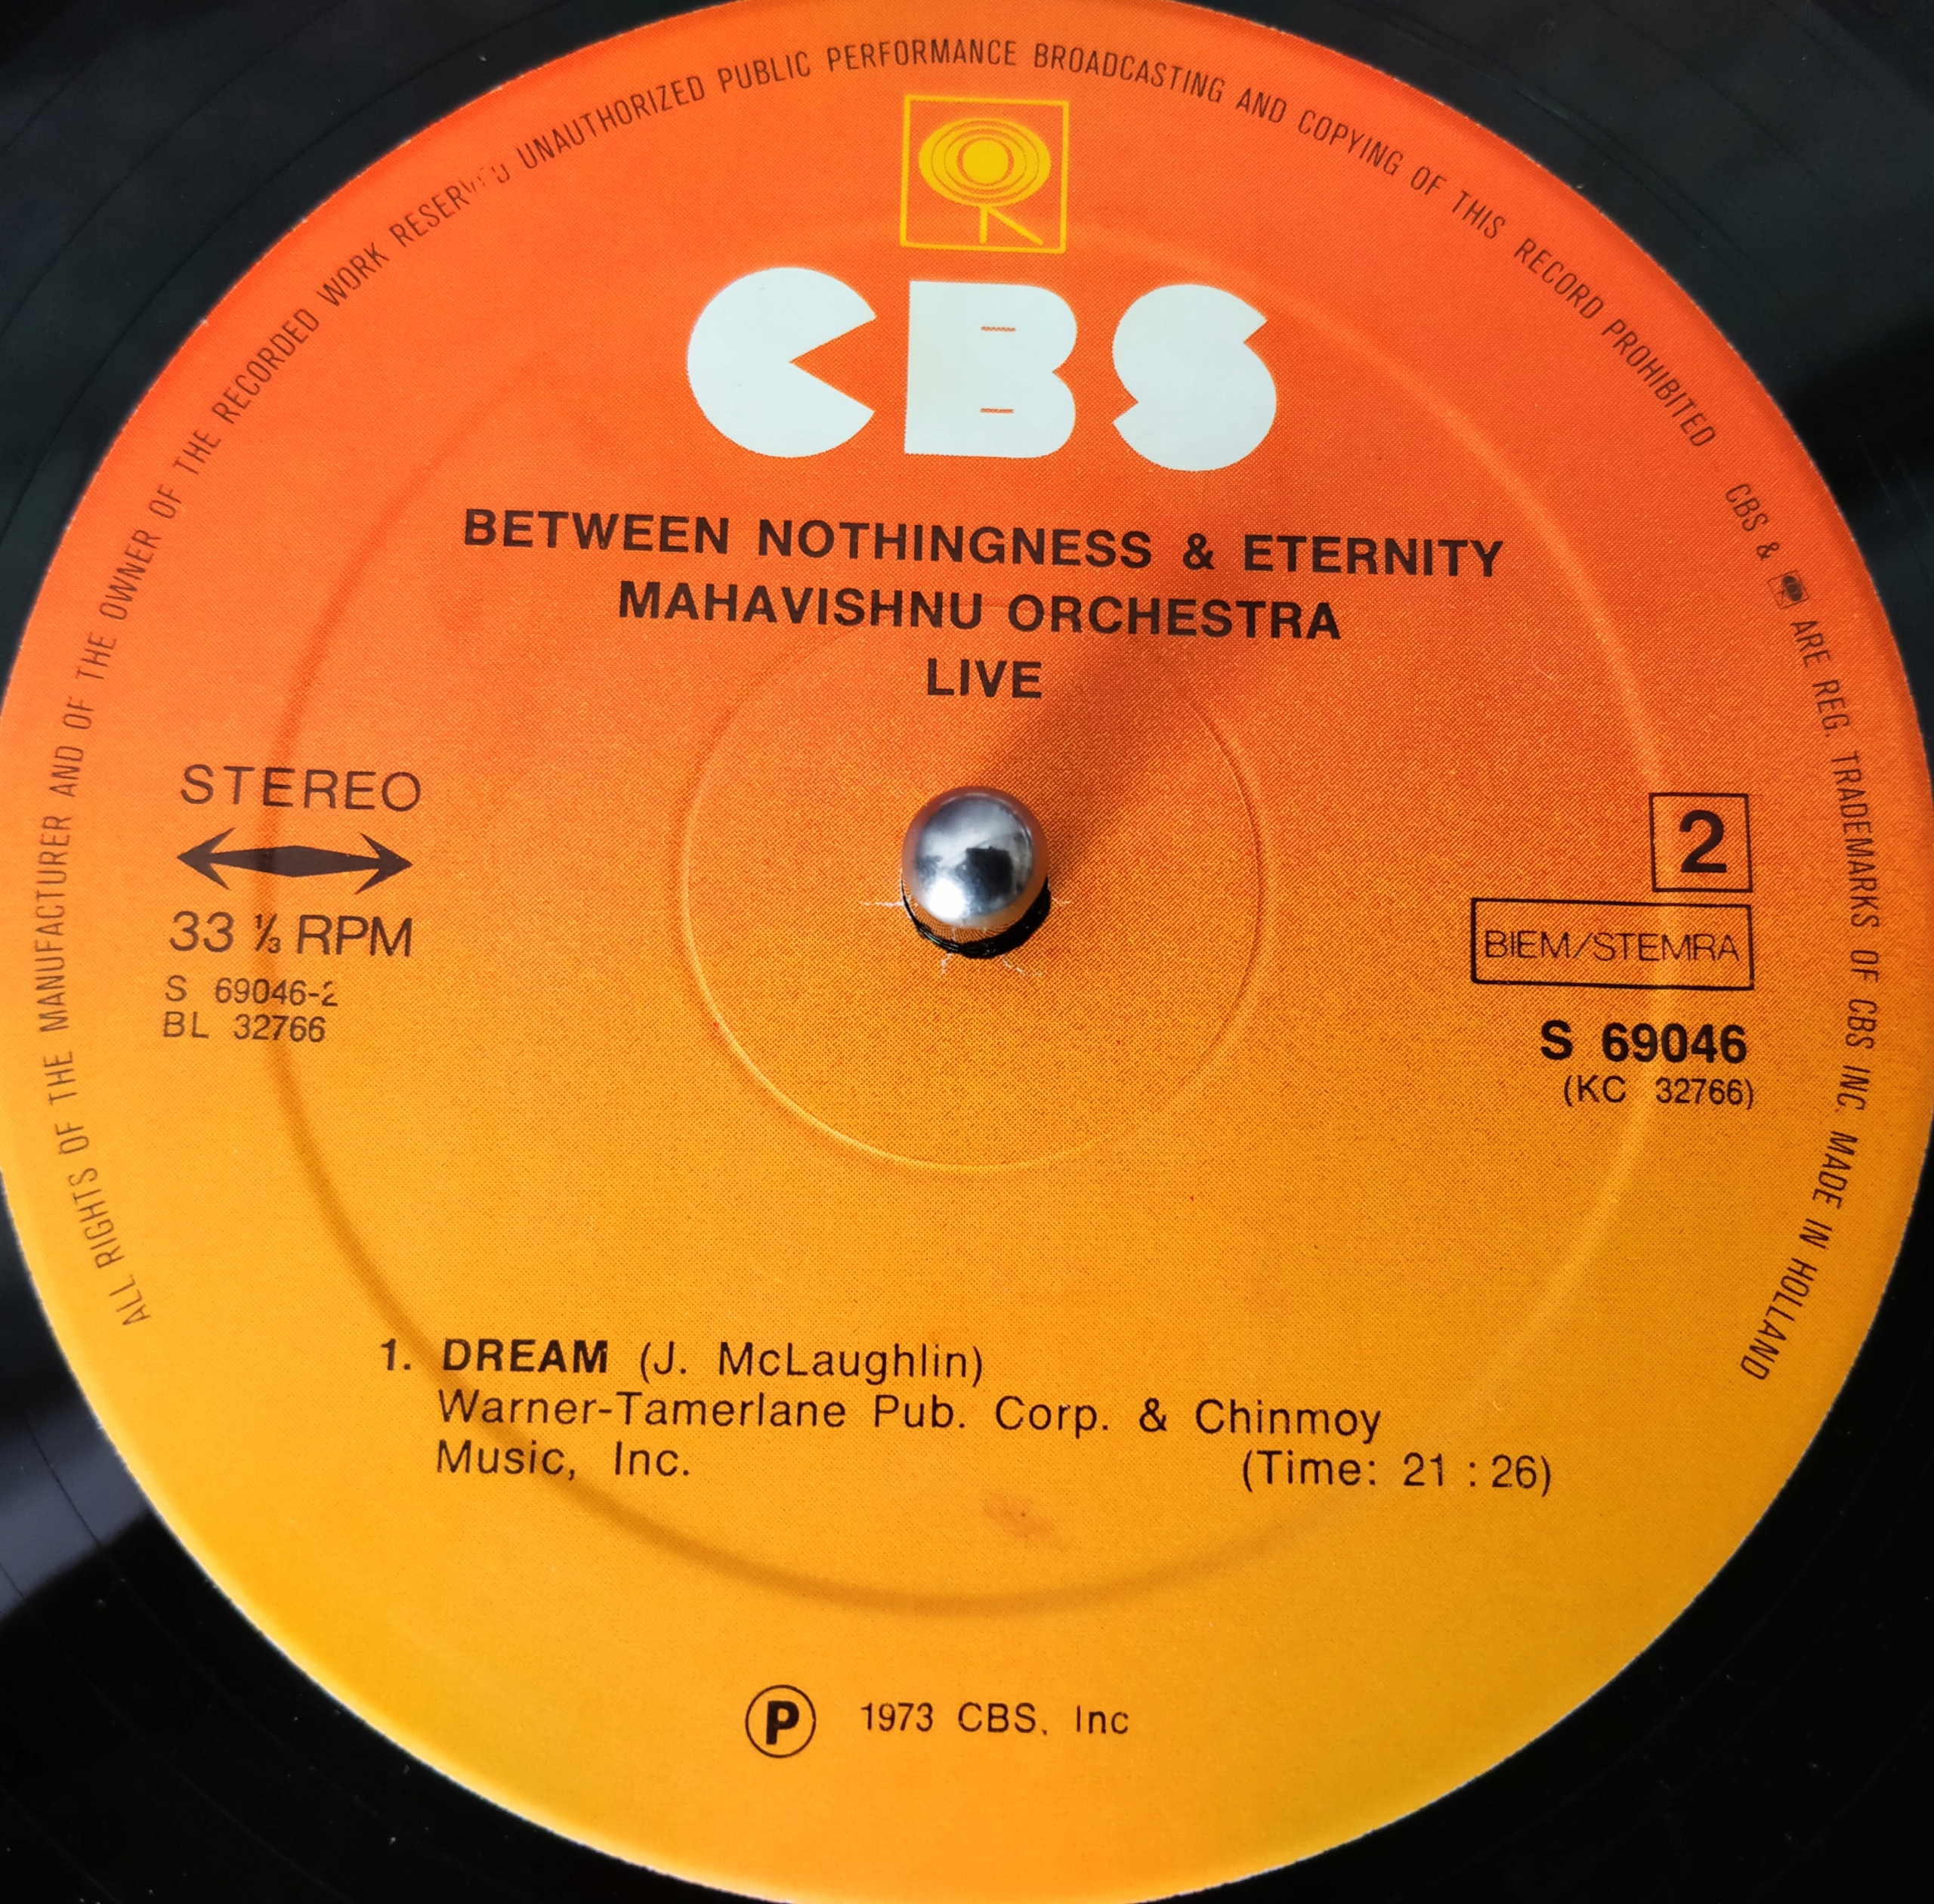 ALL RIGHTS OF THE MANUFACTURER AND OF THE OWNER OF THE RECORDED WORK RESERVED UNAUTHORIZED PUBLIC PERFORMANCE BROADCASTING AND COPYING OF THIS RECORD PROHIBITED CBS & ARE REG. TRADEMARKS OF CBS INC. MADE IN HOLLAND
CBS
BETWEEN NOTHINGNESS & ETERNITY
MAHAVISHNU ORCHESTRA
LIVE
STEREO
33 ⅓ RPM
S 69046-2
BL 32766
2
BIEM/STEMRA
S 69046
(KC 32766)
1. DREAM (J. McLaughlin)
Warner-Tamerlane Pub. Corp. & Chinmoy
Music, Inc. (Time: 21 : 26)
P 1973 CBS. Inc